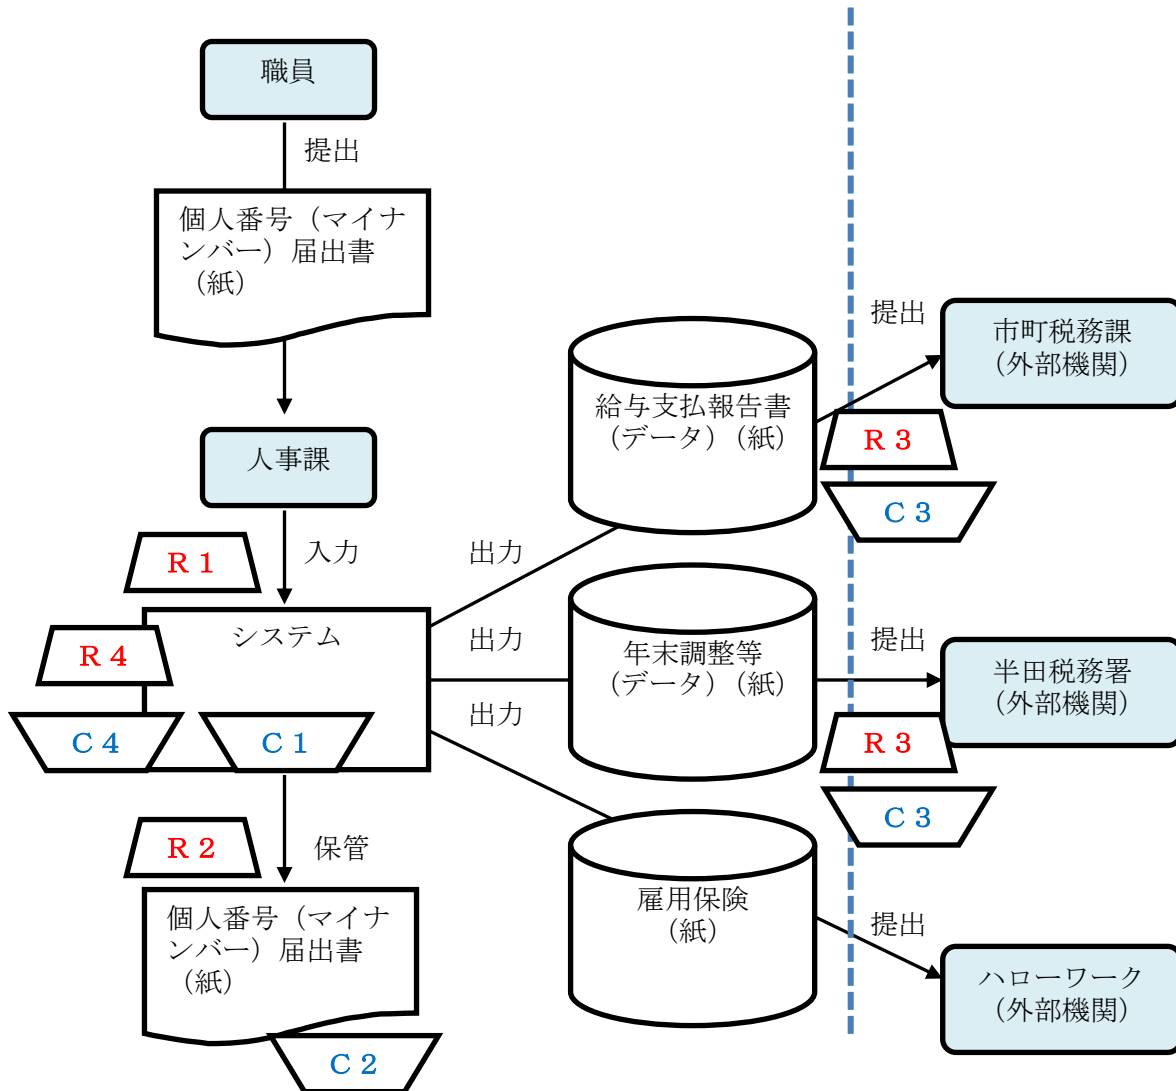 職員
提出
個人番号（マイナ
ンバー）届出書
（紙）
人事課
入力
Ｒ１
システム
Ｒ４
Ｃ４
Ｃ１
Ｒ２
保管
個人番号（マイナ
ンバー）届出書
（紙）
Ｃ２
出力
出力
出力
給与支払報告書
（データ）（紙）
年末調整等
（データ）（紙）
雇用保険
（紙）
提出
市町税務課
（外部機関）
Ｒ３
Ｃ３
提出
半田税務署
（外部機関）
Ｒ３
Ｃ３
提出
ハローワーク
（外部機関）